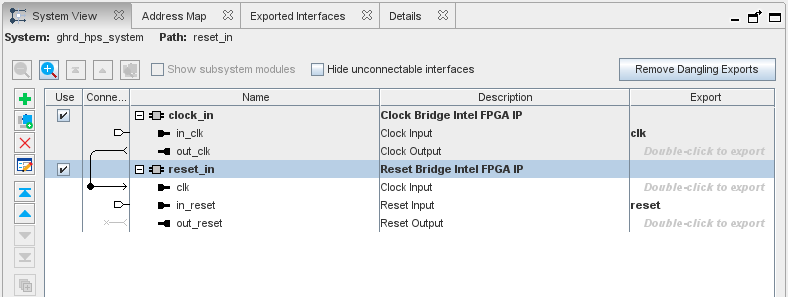 System View Address Map Exported Interfaces Details
System: ghrd_hps_system Path: reset_in
Show subsystem modules Hide unconnectable interfaces Remove Dangling Exports
Use Conne... Name Description Export
clock_in Clock Bridge Intel FPGA IP
in_clk Clock Input clk
out_clk Clock Output Double-click to export
reset_in Reset Bridge Intel FPGA IP
clk Clock Input Double-click to export
in_reset Reset Input reset
out_reset Reset Output Double-click to export